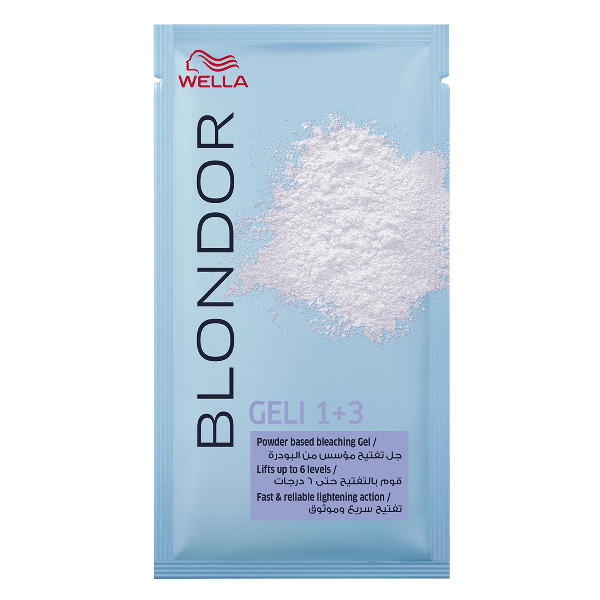 WELLA
BLONDOR
GELI 1+3
Powder based bleaching Gel /
جل تفتيح مؤسس من البودرة
Lifts up to 6 levels /
قوم بالتفتيح حتى ٦ درجات
Fast & reliable lightening action /
تفتيح سريع وموثوق